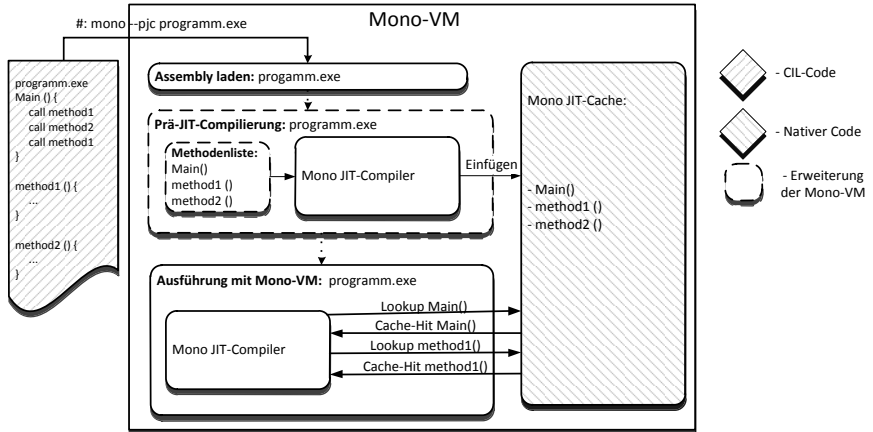 Mono-VM
#: mono --pjc programm.exe
programm.exe
Main () {
call method1
call method2
call method1
}
method1 () {
...
}
method2 () {
...
}
Assembly laden: progamm.exe
Prä-JIT-Compilierung: programm.exe
Methodenliste:
Main()
method1 ()
method2 ()
Mono JIT-Compiler
Einfügen
Mono JIT-Cache:
- Main()
- method1 ()
- method2 ()
Ausführung mit Mono-VM: programm.exe
Mono JIT-Compiler
Lookup Main()
Cache-Hit Main()
Lookup method1()
Cache-Hit method1()
- CIL-Code
- Nativer Code
- Erweiterung
der Mono-VM